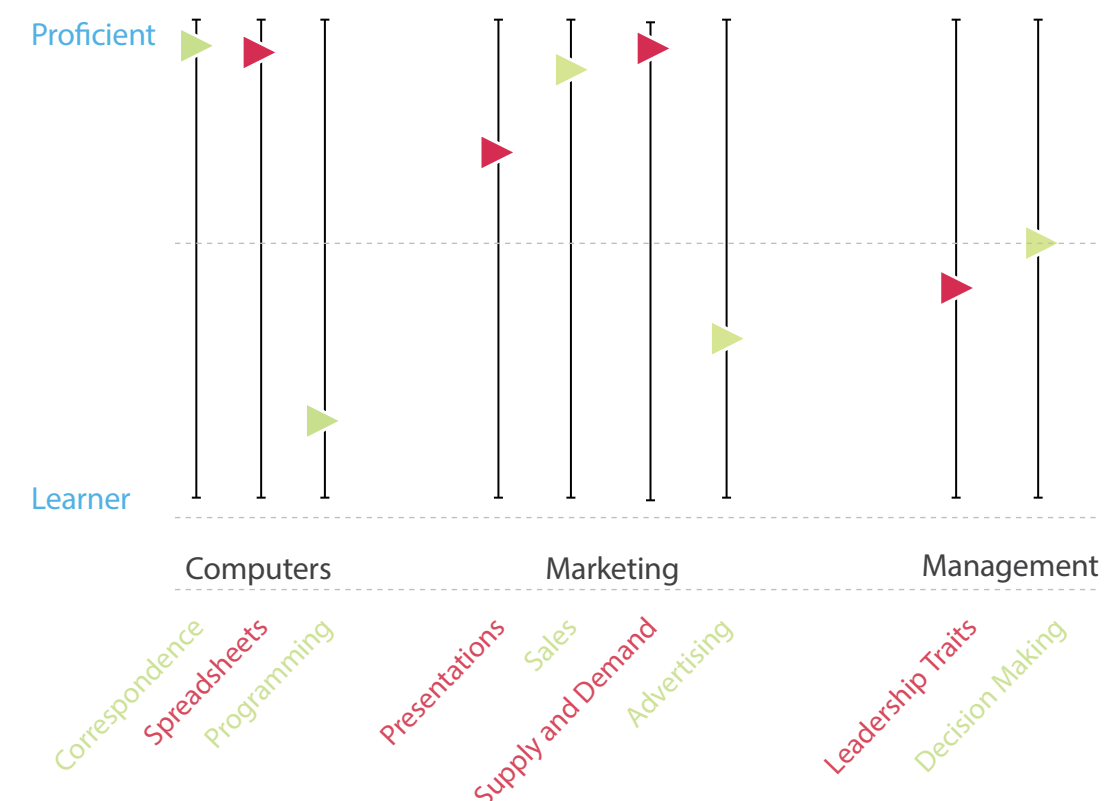 Proficient
Learner
Computers
Marketing
Management
Correspondence
Spreadsheets
Programming
Presentations
Sales
Supply and Demand
Advertising
Leadership Traits
Decision Making